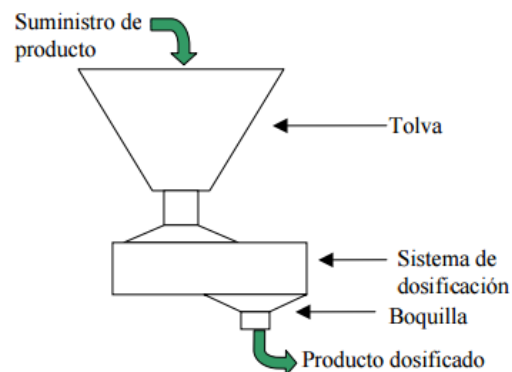 Suministro de
producto
Tolva
Sistema de
dosificación
Boquilla
Producto dosificado